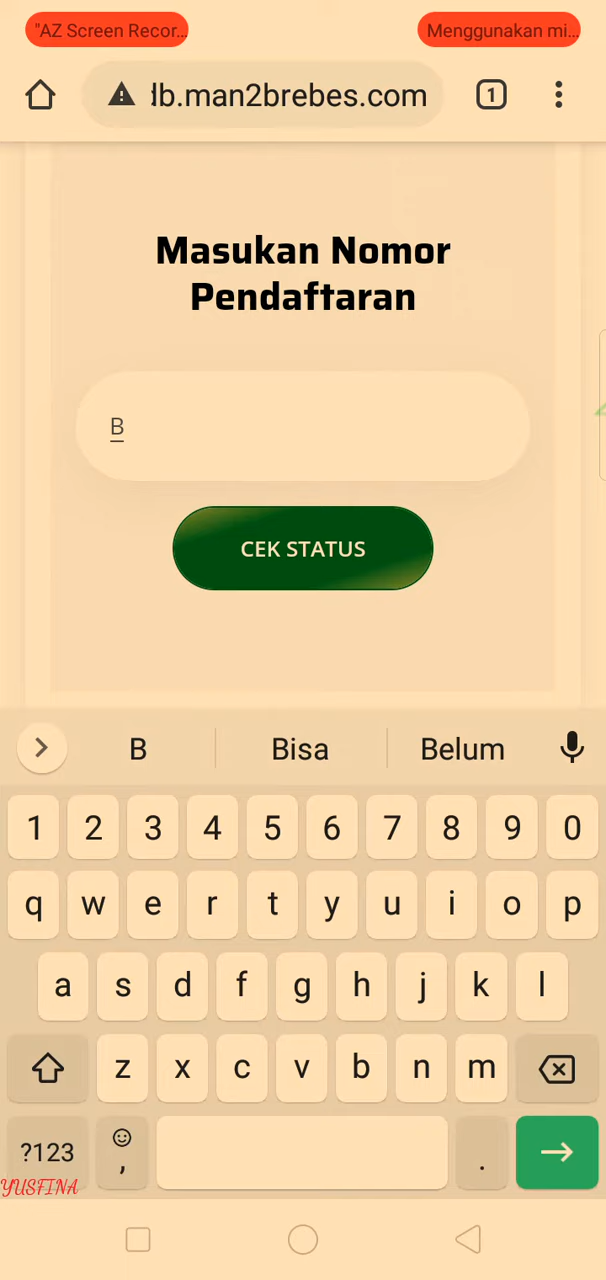 "AZ Screen Recor... Menggunakan mi...
db.man2brebes.com 1
Masukan Nomor
Pendaftaran
B
CEK STATUS
B Bisa Belum
1 2 3 4 5 6 7 8 9 0
q w e r t y u i o p
a s d f g h j k l
z x c v b n m
?123 , .
YUSFINA